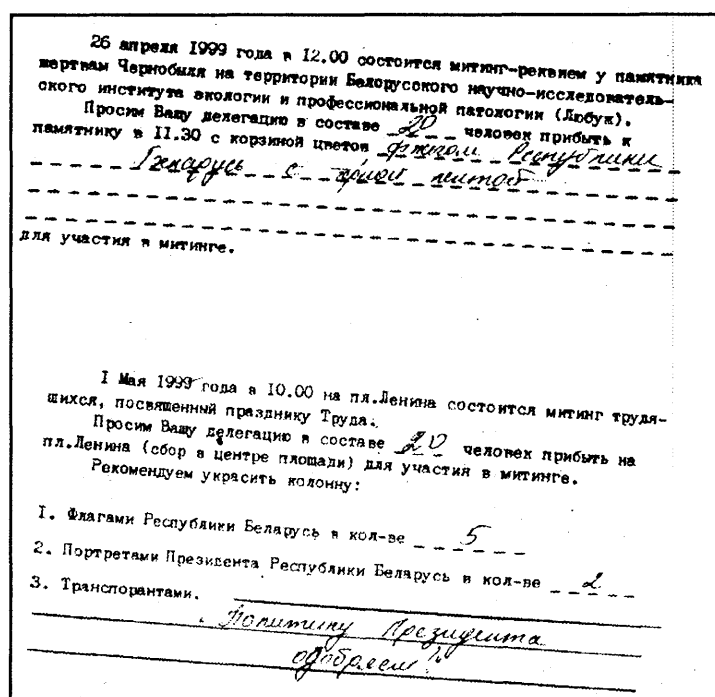 26 апреля 1999 года в 12.00 состоится митинг-реквием у памятника
жертвам Чернобыля на территории Белорусского научно-исследователь-
ского института экологии и профессиональной патологии (Любуж).
Просим Вашу делегацию в составе 20 человек прибыть к
памятнику в 11.30 с корзиной цветов флагом Республики
Беларусь с черной лентой
для участия в митинге.
I Мая 1999 года в 10.00 на пл.Ленина состоится митинг трудя-
шихся, посвященный празднику Труда.
Просим Вашу делегацию в составе 20 человек прибыть на
пл.Ленина (сбор в центре площади) для участия в митинге.
Рекомендуем украсить колонну:
1. Флагами Республики Беларусь в кол-ве 5
2. Портретами Президента Республики Беларусь в кол-ве 2
3. Транспорантами.
Политику Президента
одобряем!